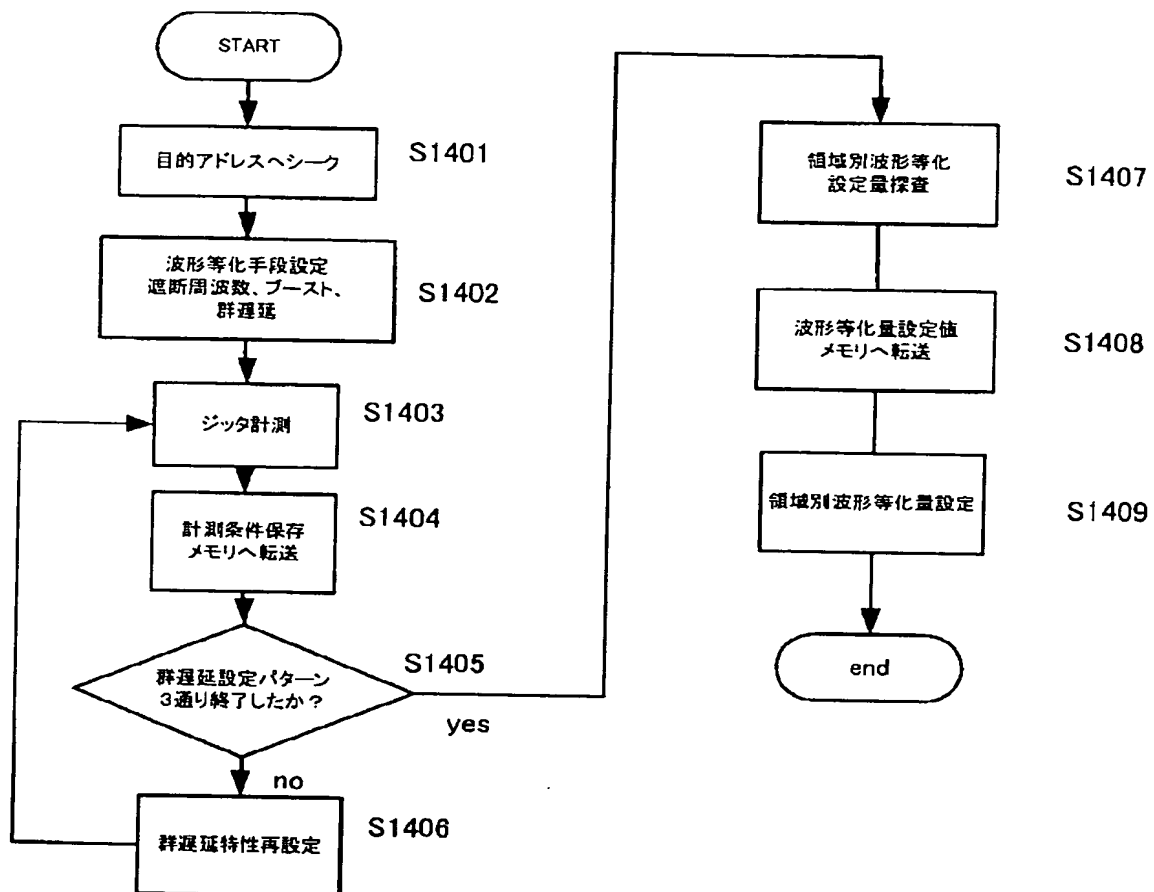 START
目的アドレスへシーク
S1401
波形等化手段設定
遮断周波数、ブースト、
群遅延
S1402
ジッタ計測
S1403
計測条件保存
メモリへ転送
S1404
群遅延設定パターン
3通り終了したか?
S1405
yes
no
群遅延特性再設定
S1406
領域別波形等化
設定量探査
S1407
波形等化量設定値
メモリへ転送
S1408
領域別波形等化量設定
S1409
end